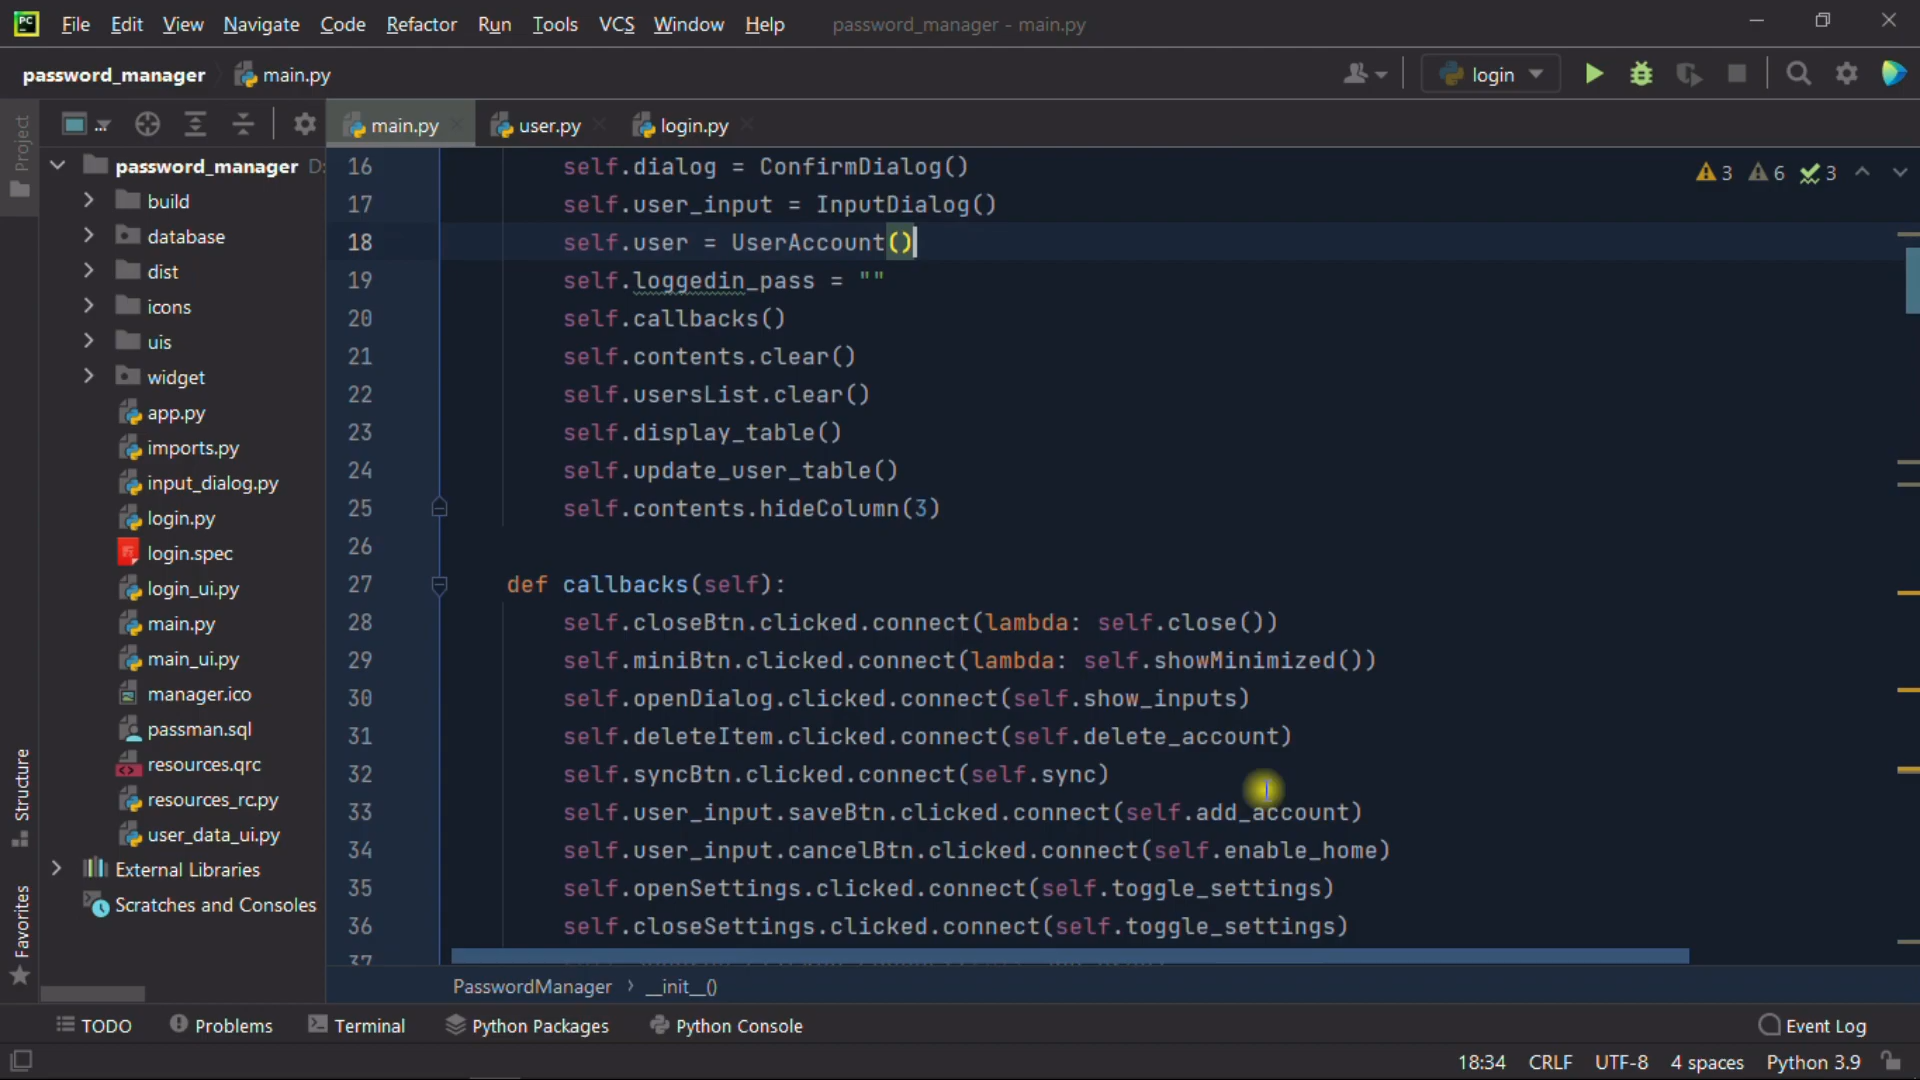 PC File Edit View Navigate Code Refactor Run Tools VCS Window Help password_manager - main.py
password_manager main.py login
Project
... main.py user.py login.py
password_manager D:
build
database
dist
icons
uis
widget
app.py
imports.py
input_dialog.py
login.py
login.spec
login_ui.py
main.py
main_ui.py
manager.ico
passman.sql
resources.qrc
resources_rc.py
user_data_ui.py
External Libraries
Scratches and Consoles
Structure
Favorites
3 6 3
16 self.dialog = ConfirmDialog()
17 self.user_input = InputDialog()
18 self.user = UserAccount()
19 self.loggedin_pass = ""
20 self.callbacks()
21 self.contents.clear()
22 self.usersList.clear()
23 self.display_table()
24 self.update_user_table()
25 self.contents.hideColumn(3)
26
27 def callbacks(self):
28 self.closeBtn.clicked.connect(lambda: self.close())
29 self.miniBtn.clicked.connect(lambda: self.showMinimized())
30 self.openDialog.clicked.connect(self.show_inputs)
31 self.deleteItem.clicked.connect(self.delete_account)
32 self.syncBtn.clicked.connect(self.sync)
33 self.user_input.saveBtn.clicked.connect(self.add_account)
34 self.user_input.cancelBtn.clicked.connect(self.enable_home)
35 self.openSettings.clicked.connect(self.toggle_settings)
36 self.closeSettings.clicked.connect(self.toggle_settings)
37
PasswordManager › __init__()
TODO Problems Terminal Python Packages Python Console Event Log
18:34 CRLF UTF-8 4 spaces Python 3.9